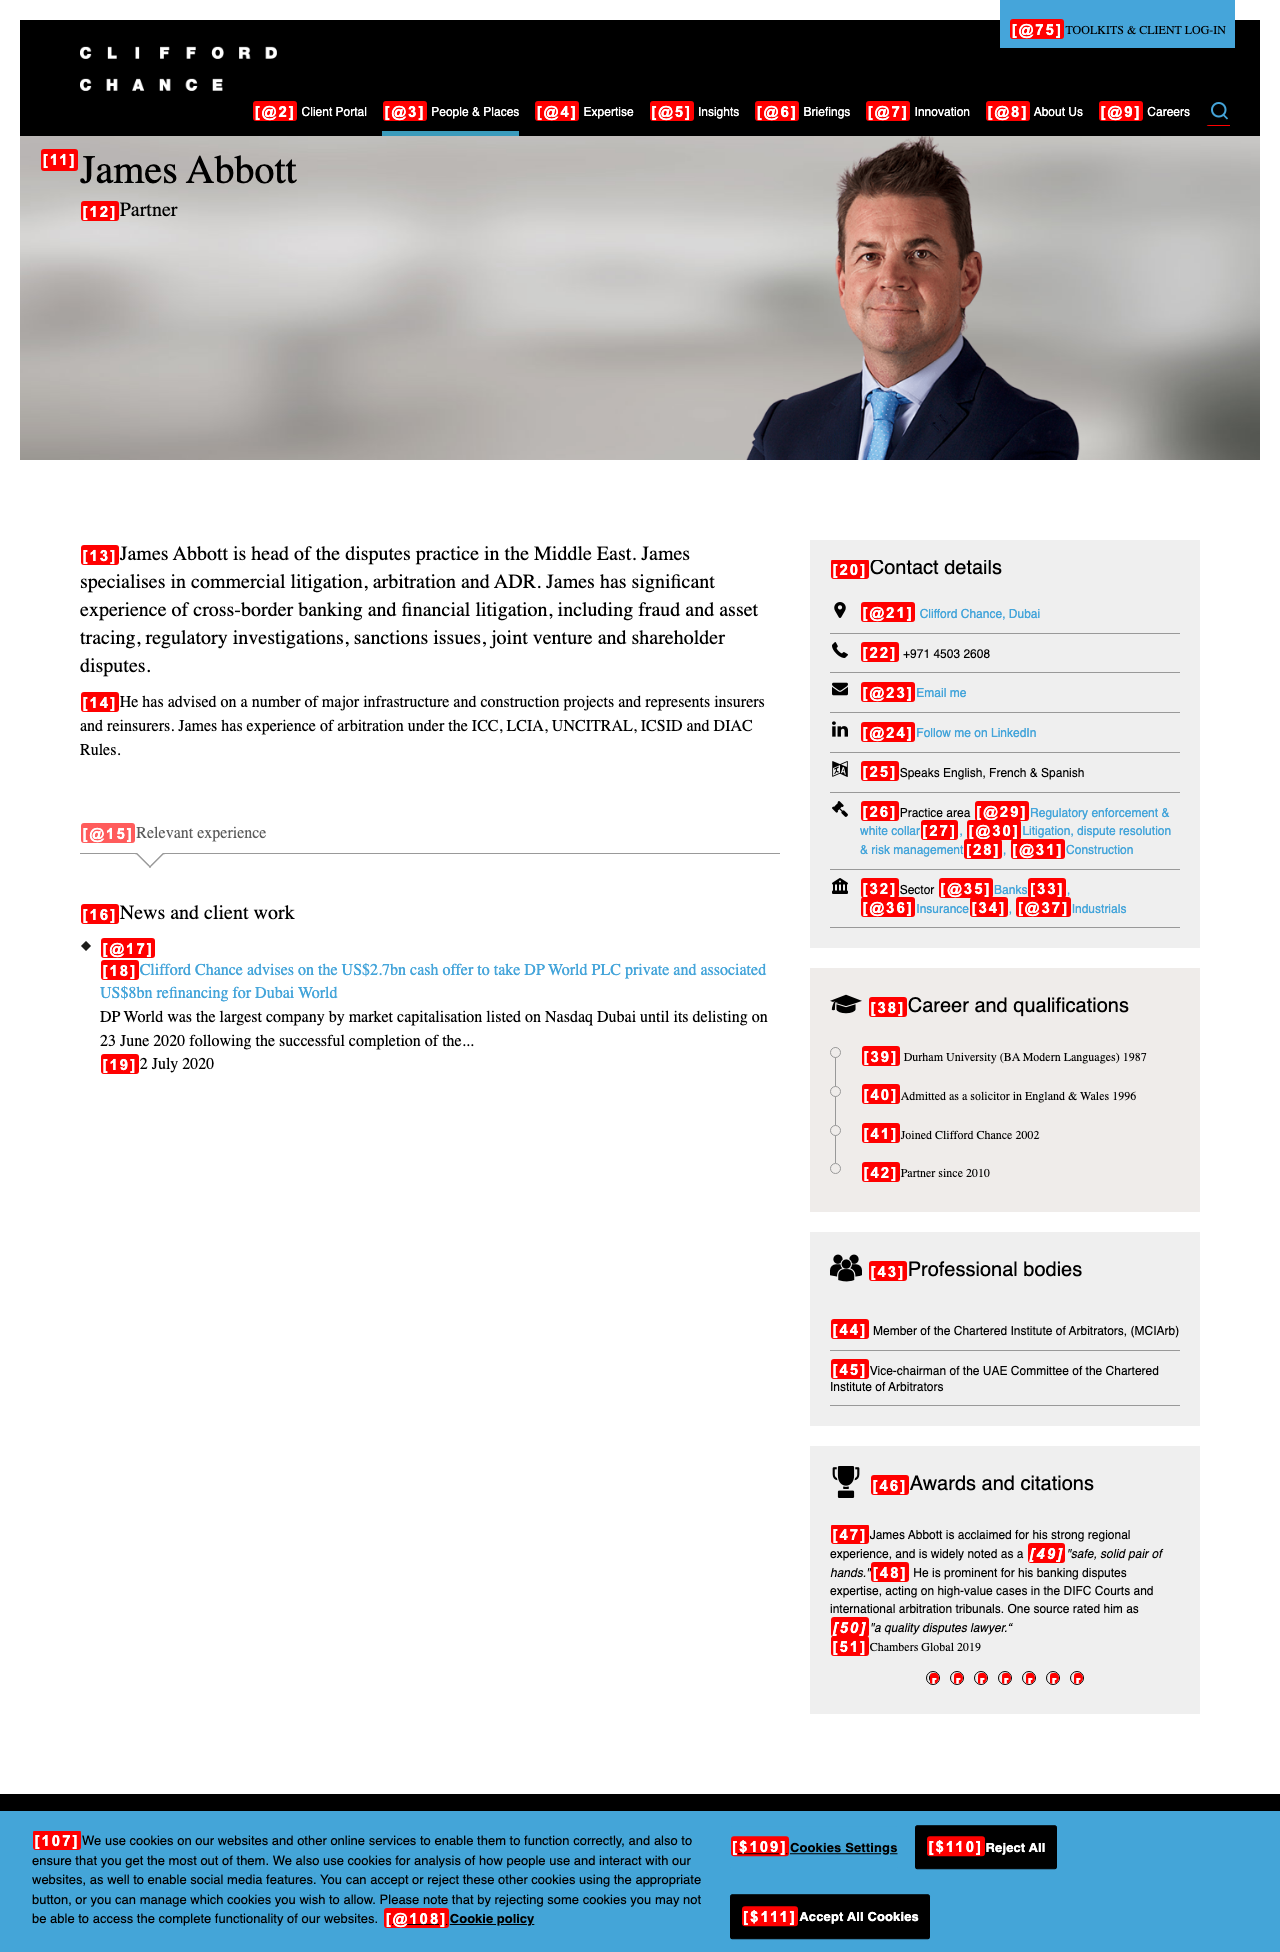 [@75] TOOLKITS & CLIENT LOG-IN
CLIFFORD
CHANCE
[@2] Client Portal [@3] People & Places [@4] Expertise [@5] Insights [@6] Briefings [@7] Innovation [@8] About Us [@9] Careers
[11] James Abbott
[12] Partner
[13] James Abbott is head of the disputes practice in the Middle East. James
specialises in commercial litigation, arbitration and ADR. James has significant
experience of cross-border banking and financial litigation, including fraud and asset
tracing, regulatory investigations, sanctions issues, joint venture and shareholder
disputes.
[14] He has advised on a number of major infrastructure and construction projects and represents insurers
and reinsurers. James has experience of arbitration under the ICC, LCIA, UNCITRAL, ICSID and DIAC
Rules.
[@15] Relevant experience
[16] News and client work
[@17]
[18] Clifford Chance advises on the US$2.7bn cash offer to take DP World PLC private and associated
US$8bn refinancing for Dubai World
DP World was the largest company by market capitalisation listed on Nasdaq Dubai until its delisting on
23 June 2020 following the successful completion of the...
[19] 2 July 2020
[20] Contact details
[@21] Clifford Chance, Dubai
[22] +971 4503 2608
[@23] Email me
[@24] Follow me on LinkedIn
[25] Speaks English, French & Spanish
[26] Practice area [@29] Regulatory enforcement &
white collar [27] , [@30] Litigation, dispute resolution
& risk management [28] , [@31] Construction
[32] Sector [@35] Banks [33] ,
[@36] Insurance [34] , [@37] Industrials
[38] Career and qualifications
[39] Durham University (BA Modern Languages) 1987
[40] Admitted as a solicitor in England & Wales 1996
[41] Joined Clifford Chance 2002
[42] Partner since 2010
[43] Professional bodies
[44] Member of the Chartered Institute of Arbitrators, (MCIArb)
[45] Vice-chairman of the UAE Committee of the Chartered
Institute of Arbitrators
[46] Awards and citations
[47] James Abbott is acclaimed for his strong regional
experience, and is widely noted as a [49] "safe, solid pair of
hands." [48] He is prominent for his banking disputes
expertise, acting on high-value cases in the DIFC Courts and
international arbitration tribunals. One source rated him as
[50] "a quality disputes lawyer.“
[51] Chambers Global 2019
[107] We use cookies on our websites and other online services to enable them to function correctly, and also to
ensure that you get the most out of them. We also use cookies for analysis of how people use and interact with our
websites, as well to enable social media features. You can accept or reject these other cookies using the appropriate
button, or you can manage which cookies you wish to allow. Please note that by rejecting some cookies you may not
be able to access the complete functionality of our websites. [@108] Cookie policy
[$109] Cookies Settings [$110] Reject All
[$111] Accept All Cookies